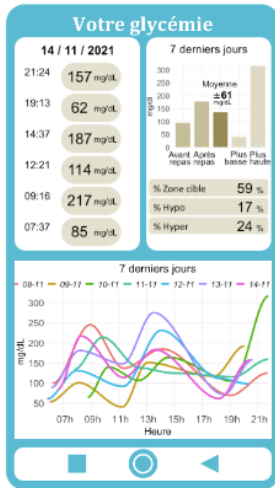 Votre glycémie
14 / 11 / 2021
21:24 157 mg/dL
19:13 62 mg/dL
14:37 187 mg/dL
12:21 114 mg/dL
09:16 217 mg/dL
07:37 85 mg/dL
7 derniers jours
mg/dL
300
250
200
150
100
50
0
Moyenne
±61
mg/dL
Avant repas
Après repas
Plus basse
Plus haute
% Zone cible 59 %
% Hypo 17 %
% Hyper 24 %
7 derniers jours
08-11 09-11 10-11 11-11 12-11 13-11 14-11
mg/dL
300
250
200
150
100
50
07h 09h 11h 13h 15h 17h 19h 21h
Heure